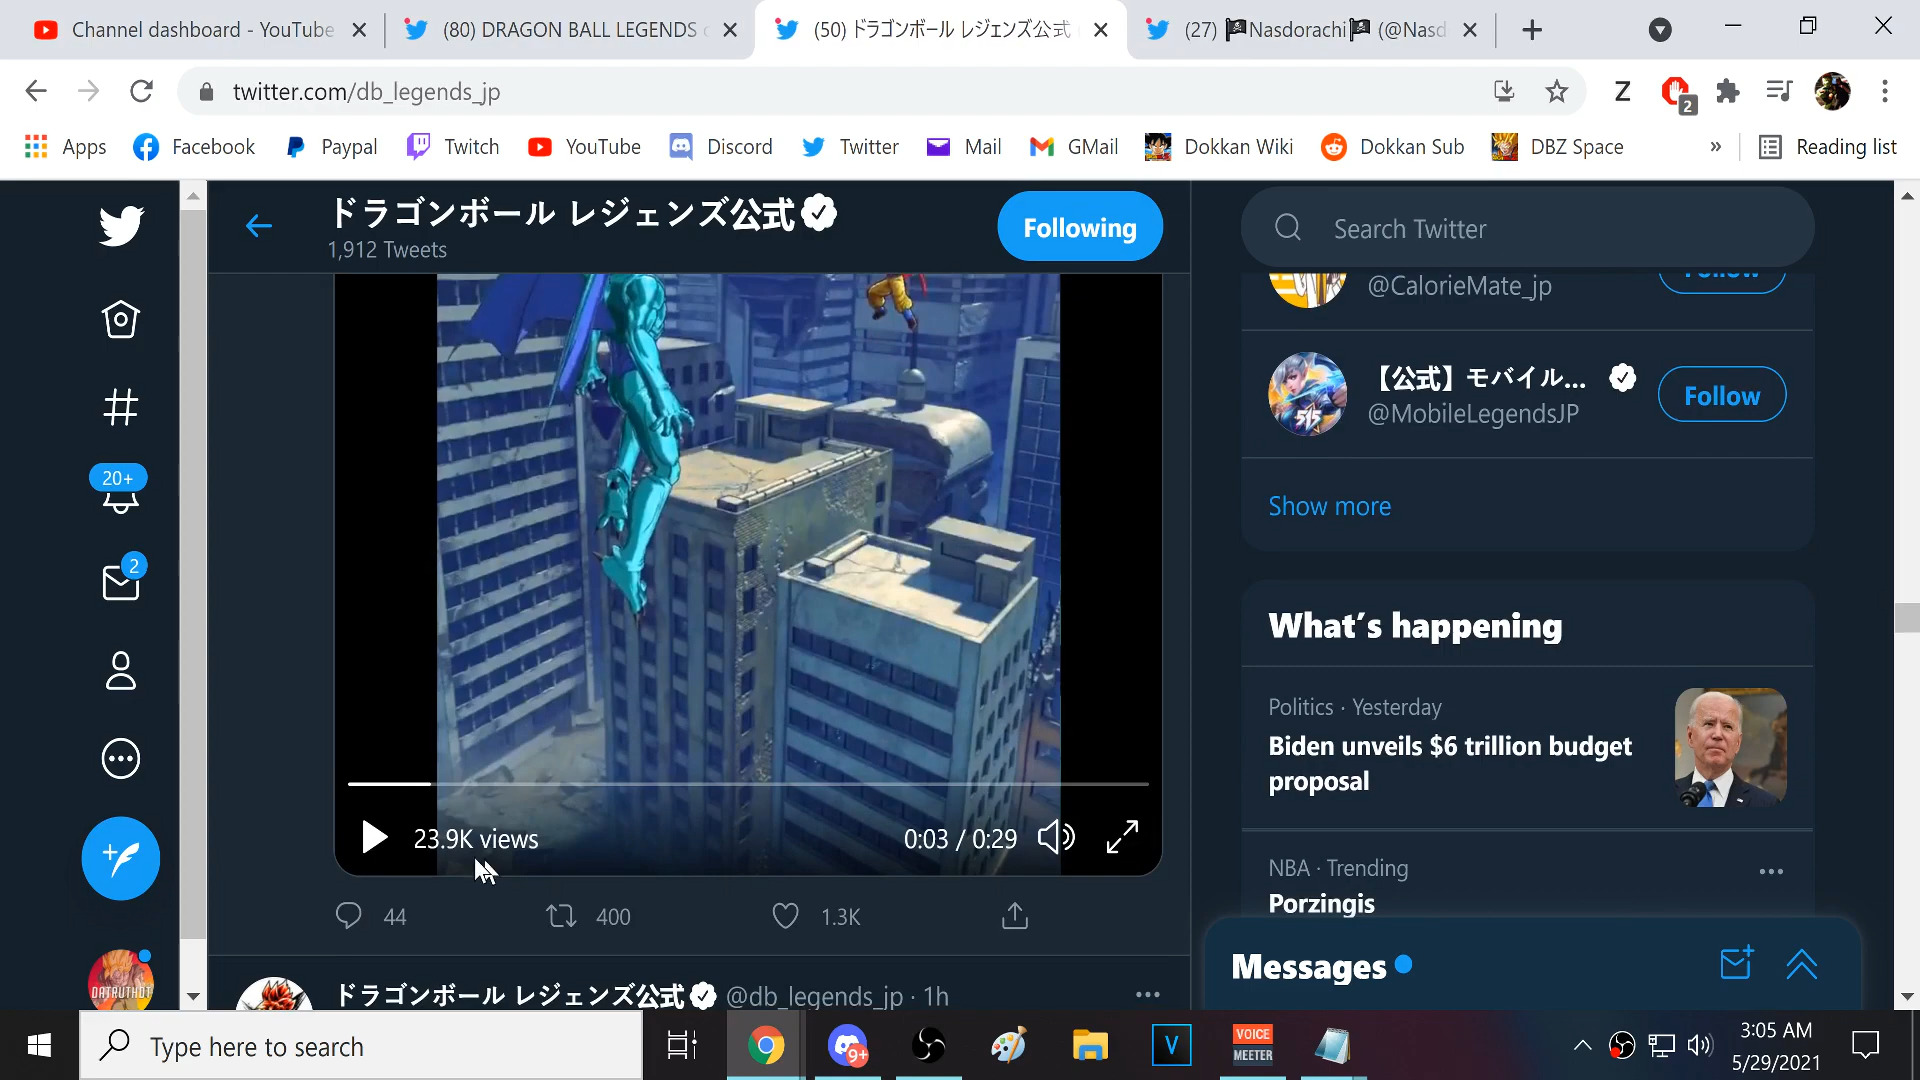 Channel dashboard - YouTube
(80) DRAGON BALL LEGENDS
(50) ドラゴンボール レジェンズ公式
(27) 🏴Nasdorachi🏴 (@Nasd
twitter.com/db_legends_jp
Z
2
Apps
Facebook
Paypal
Twitch
YouTube
Discord
Twitter
Mail
GMail
Dokkan Wiki
Dokkan Sub
DBZ Space
»
Reading list
ドラゴンボール レジェンズ公式
1,912 Tweets
Following
Search Twitter
@CalorieMate_jp
Follow
【公式】モバイル...
@MobileLegendsJP
Follow
Show more
20+
2
What's happening
Politics · Yesterday
Biden unveils $6 trillion budget
proposal
23.9K views
0:03 / 0:29
NBA · Trending
Porzingis
44
400
1.3K
Messages
DATRUTHDT
ドラゴンボール レジェンズ公式 @db_legends_jp · 1h
Type here to search
9+
V
VOICE
MEETER
3:05 AM
5/29/2021